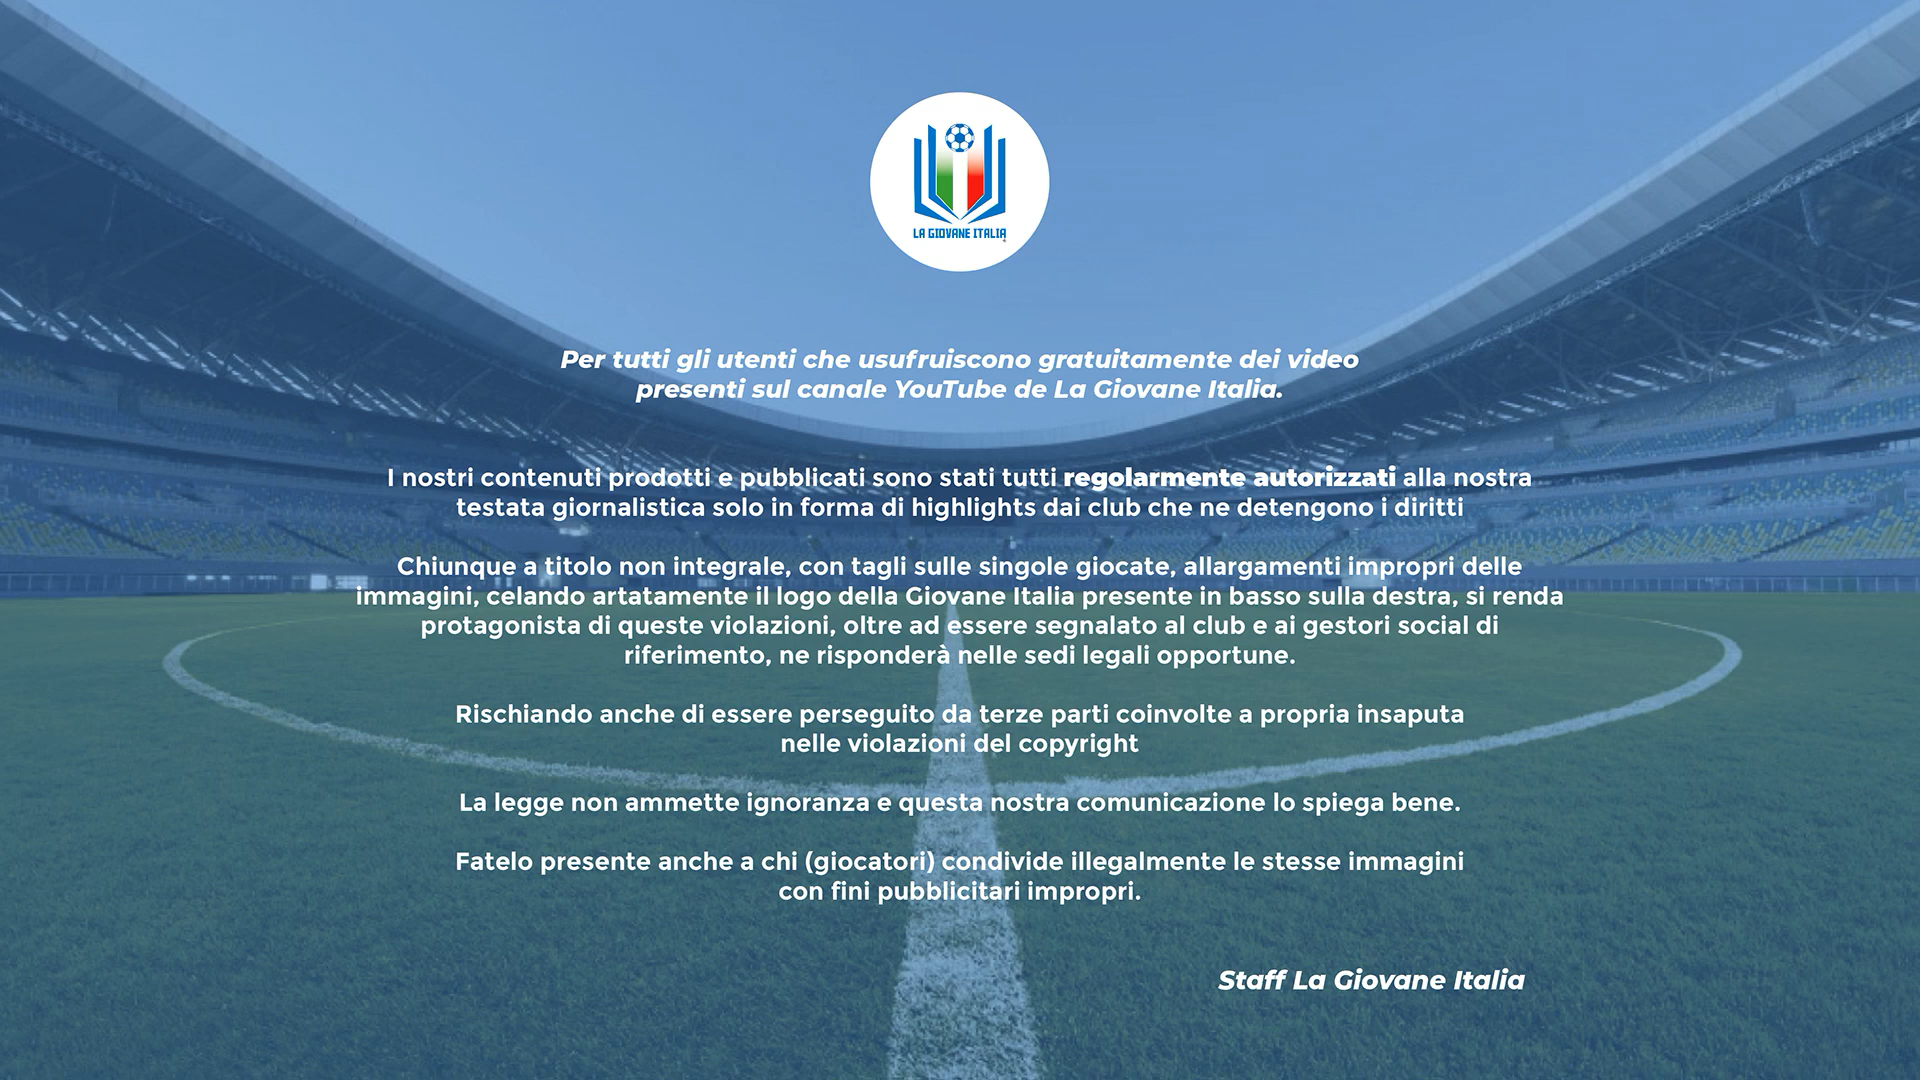 LA GIOVANE ITALIA
Per tutti gli utenti che usufruiscono gratuitamente dei video
presenti sul canale YouTube de La Giovane Italia.
I nostri contenuti prodotti e pubblicati sono stati tutti regolarmente autorizzati alla nostra
testata giornalistica solo in forma di highlights dai club che ne detengono i diritti
Chiunque a titolo non integrale, con tagli sulle singole giocate, allargamenti impropri delle
immagini, celando artatamente il logo della Giovane Italia presente in basso sulla destra, si renda
protagonista di queste violazioni, oltre ad essere segnalato al club e ai gestori social di
riferimento, ne risponderà nelle sedi legali opportune.
Rischiando anche di essere perseguito da terze parti coinvolte a propria insaputa
nelle violazioni del copyright
La legge non ammette ignoranza e questa nostra comunicazione lo spiega bene.
Fatelo presente anche a chi (giocatori) condivide illegalmente le stesse immagini
con fini pubblicitari impropri.
Staff La Giovane Italia